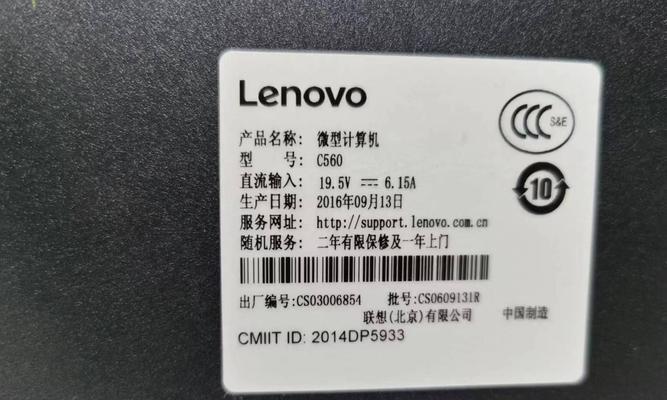 Lenovo
CCC S&E
产品名称: 微型计算机
型 号: C560
直流输入: 19.5V ⎓ 6.15A
10
生产日期: 2016年09月13日
服务网址: http://support.lenovo.com.cn
随机服务: 二年有限保修及一年上门
出厂编号:CS03006854 批号:CS0609131R
联想(北京)有限公司 中国制造
CMIIT ID: 2014DP5933